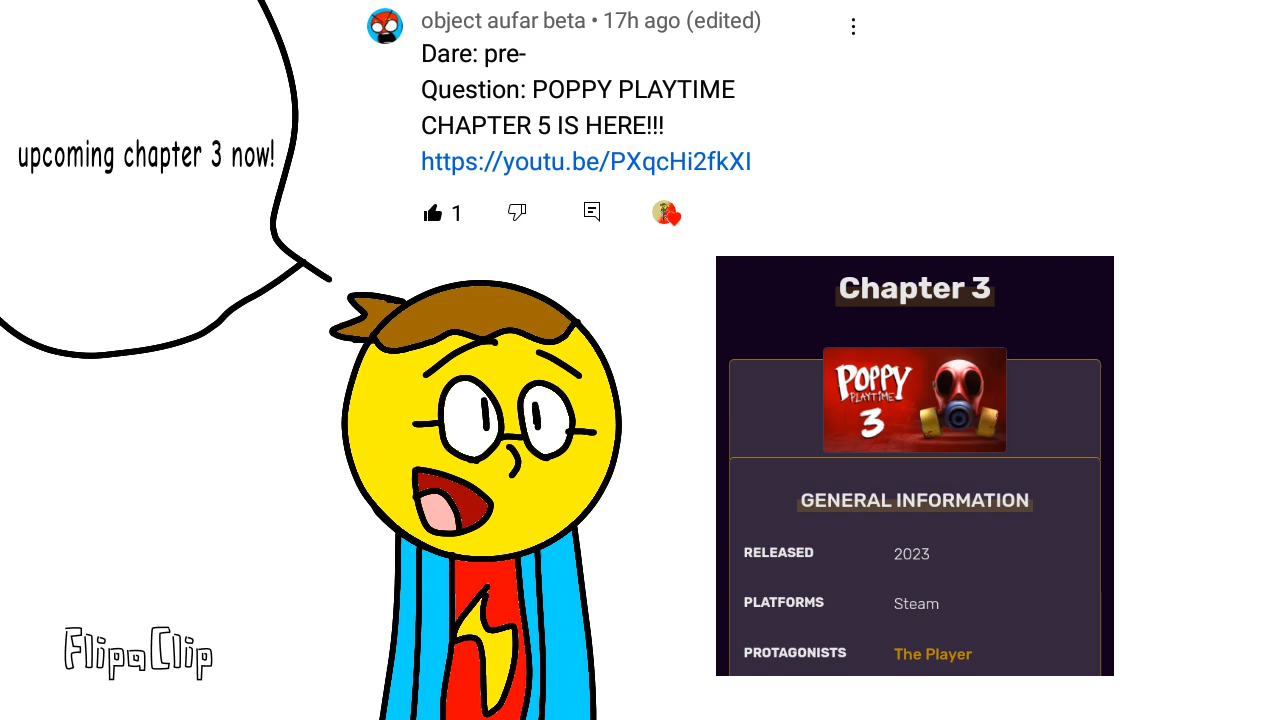 object aufar beta • 17h ago (edited)
Dare: pre-
Question: POPPY PLAYTIME
CHAPTER 5 IS HERE!!!
https://youtu.be/PXqcHi2fkXI
1
upcoming chapter 3 now!
Chapter 3
POPPY
PLAYTIME
3
GENERAL INFORMATION
RELEASED 2023
PLATFORMS Steam
PROTAGONISTS The Player
FlipaClip